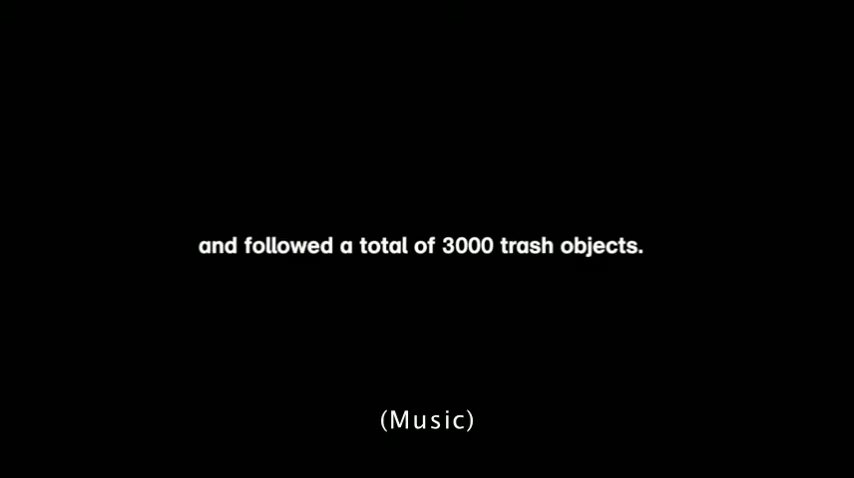 and followed a total of 3000 trash objects.
(Music)